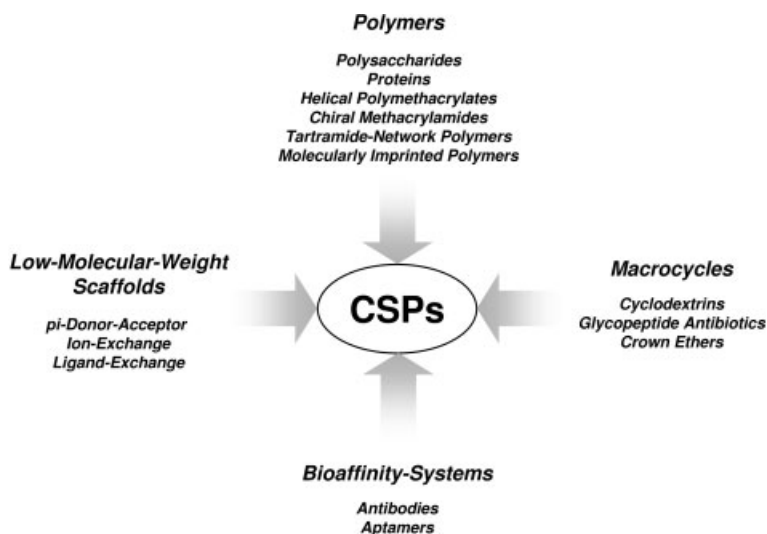 Polymers
Polysaccharides
Proteins
Helical Polymethacrylates
Chiral Methacrylamides
Tartramide-Network Polymers
Molecularly Imprinted Polymers
Low-Molecular-Weight
Scaffolds
pi-Donor-Acceptor
Ion-Exchange
Ligand-Exchange
CSPs
Macrocycles
Cyclodextrins
Glycopeptide Antibiotics
Crown Ethers
Bioaffinity-Systems
Antibodies
Aptamers